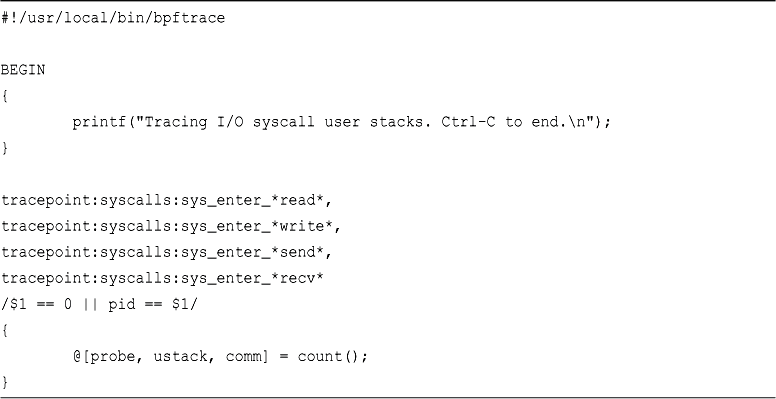 #!/usr/local/bin/bpftrace
BEGIN
{
printf("Tracing I/O syscall user stacks. Ctrl-C to end.\n");
}
tracepoint:syscalls:sys_enter_*read*,
tracepoint:syscalls:sys_enter_*write*,
tracepoint:syscalls:sys_enter_*send*,
tracepoint:syscalls:sys_enter_*recv*
/$1 == 0 || pid == $1/
{
@[probe, ustack, comm] = count();
}